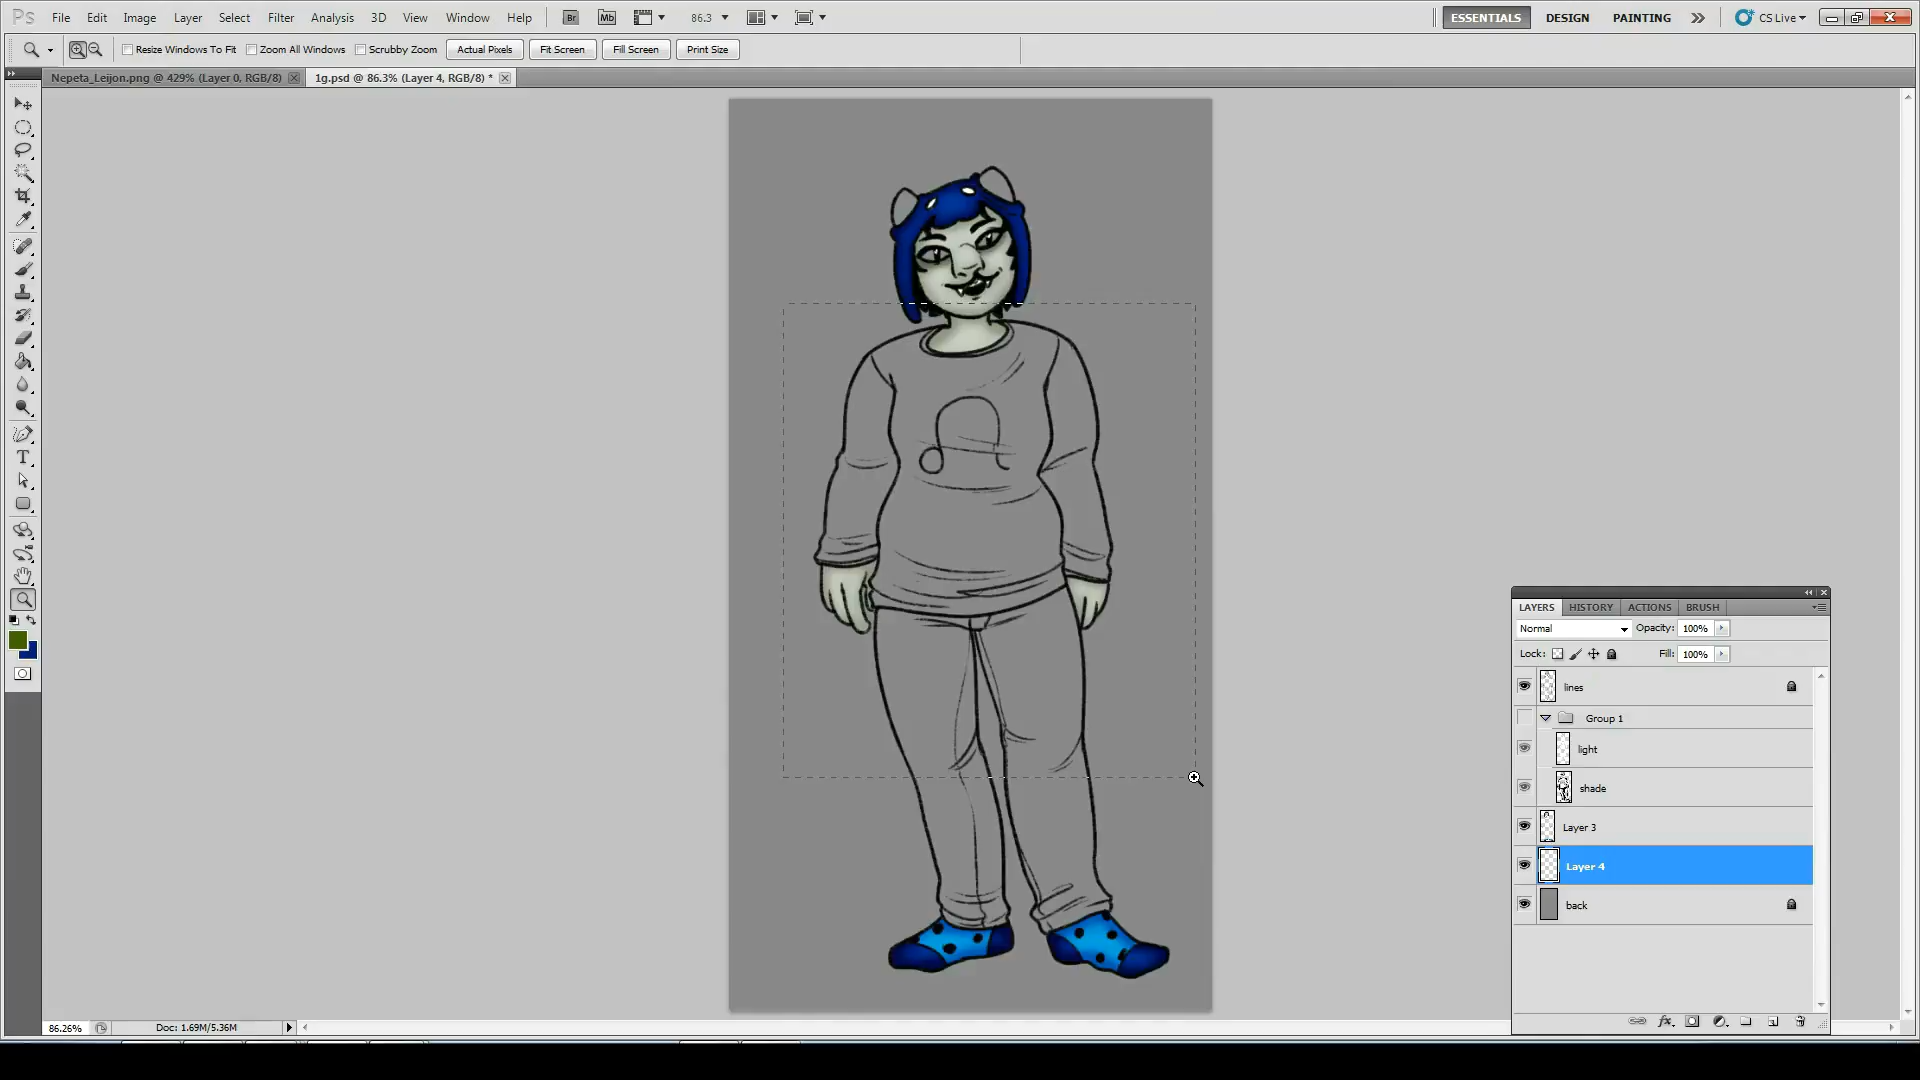 Ps File Edit Image Layer Select Filter Analysis 3D View Window Help Br Mb 86.3 ESSENTIALS DESIGN PAINTING CS Live
Resize Windows To Fit Zoom All Windows Scrubby Zoom Actual Pixels Fit Screen Fill Screen Print Size
Nepeta_Leijon.png @ 429% (Layer 0, RGB/8) 1g.psd @ 86.3% (Layer 4, RGB/8) *
T
LAYERS HISTORY ACTIONS BRUSH
Normal Opacity: 100%
Lock: Fill: 100%
lines
Group 1
light
shade
Layer 3
Layer 4
back
fx
86.26% Doc: 1.69M/5.36M